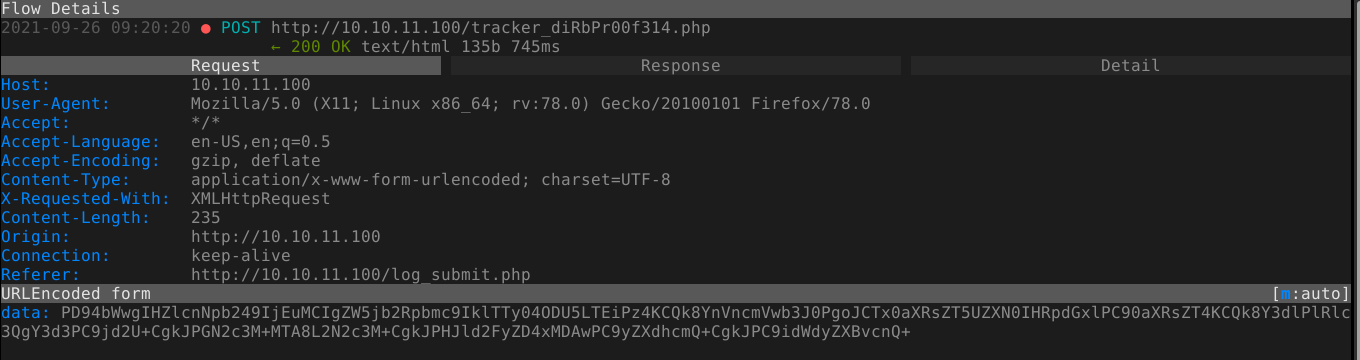 Flow Details
2021-09-26 09:20:20 ● POST http://10.10.11.100/tracker_diRbPr00f314.php
← 200 OK text/html 135b 745ms
Request Response Detail
Host: 10.10.11.100
User-Agent: Mozilla/5.0 (X11; Linux x86_64; rv:78.0) Gecko/20100101 Firefox/78.0
Accept: */*
Accept-Language: en-US,en;q=0.5
Accept-Encoding: gzip, deflate
Content-Type: application/x-www-form-urlencoded; charset=UTF-8
X-Requested-With: XMLHttpRequest
Content-Length: 235
Origin: http://10.10.11.100
Connection: keep-alive
Referer: http://10.10.11.100/log_submit.php
URLEncoded form [m:auto]
data: PD94bWwgIHZlcnNpb249IjEuMCIgZW5jb2Rpbmc9IklTTy04ODU5LTEiPz4KCQk8YnVncmVwb3J0PgoJCTx0aXRsZT5UZXN0IHRpdGxlPC90aXRsZT4KCQk8Y3dlPlRlc
3QgY3d3PC9jd2U+CgkJPGN2c3M+MTA8L2N2c3M+CgkJPHJld2FyZD4xMDAwPC9yZXdhcmQ+CgkJPC9idWdyZXBvcnQ+